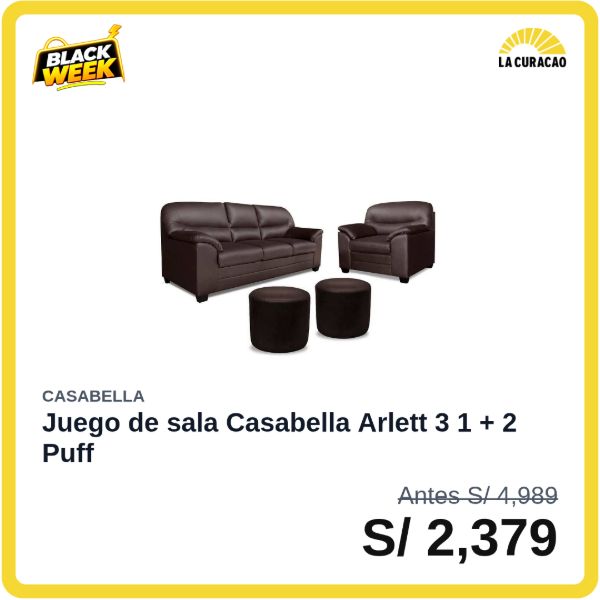 BLACK
WEEK
LA CURACAO
CASABELLA
Juego de sala Casabella Arlett 3 1 + 2
Puff
Antes S/ 4,989
S/ 2,379